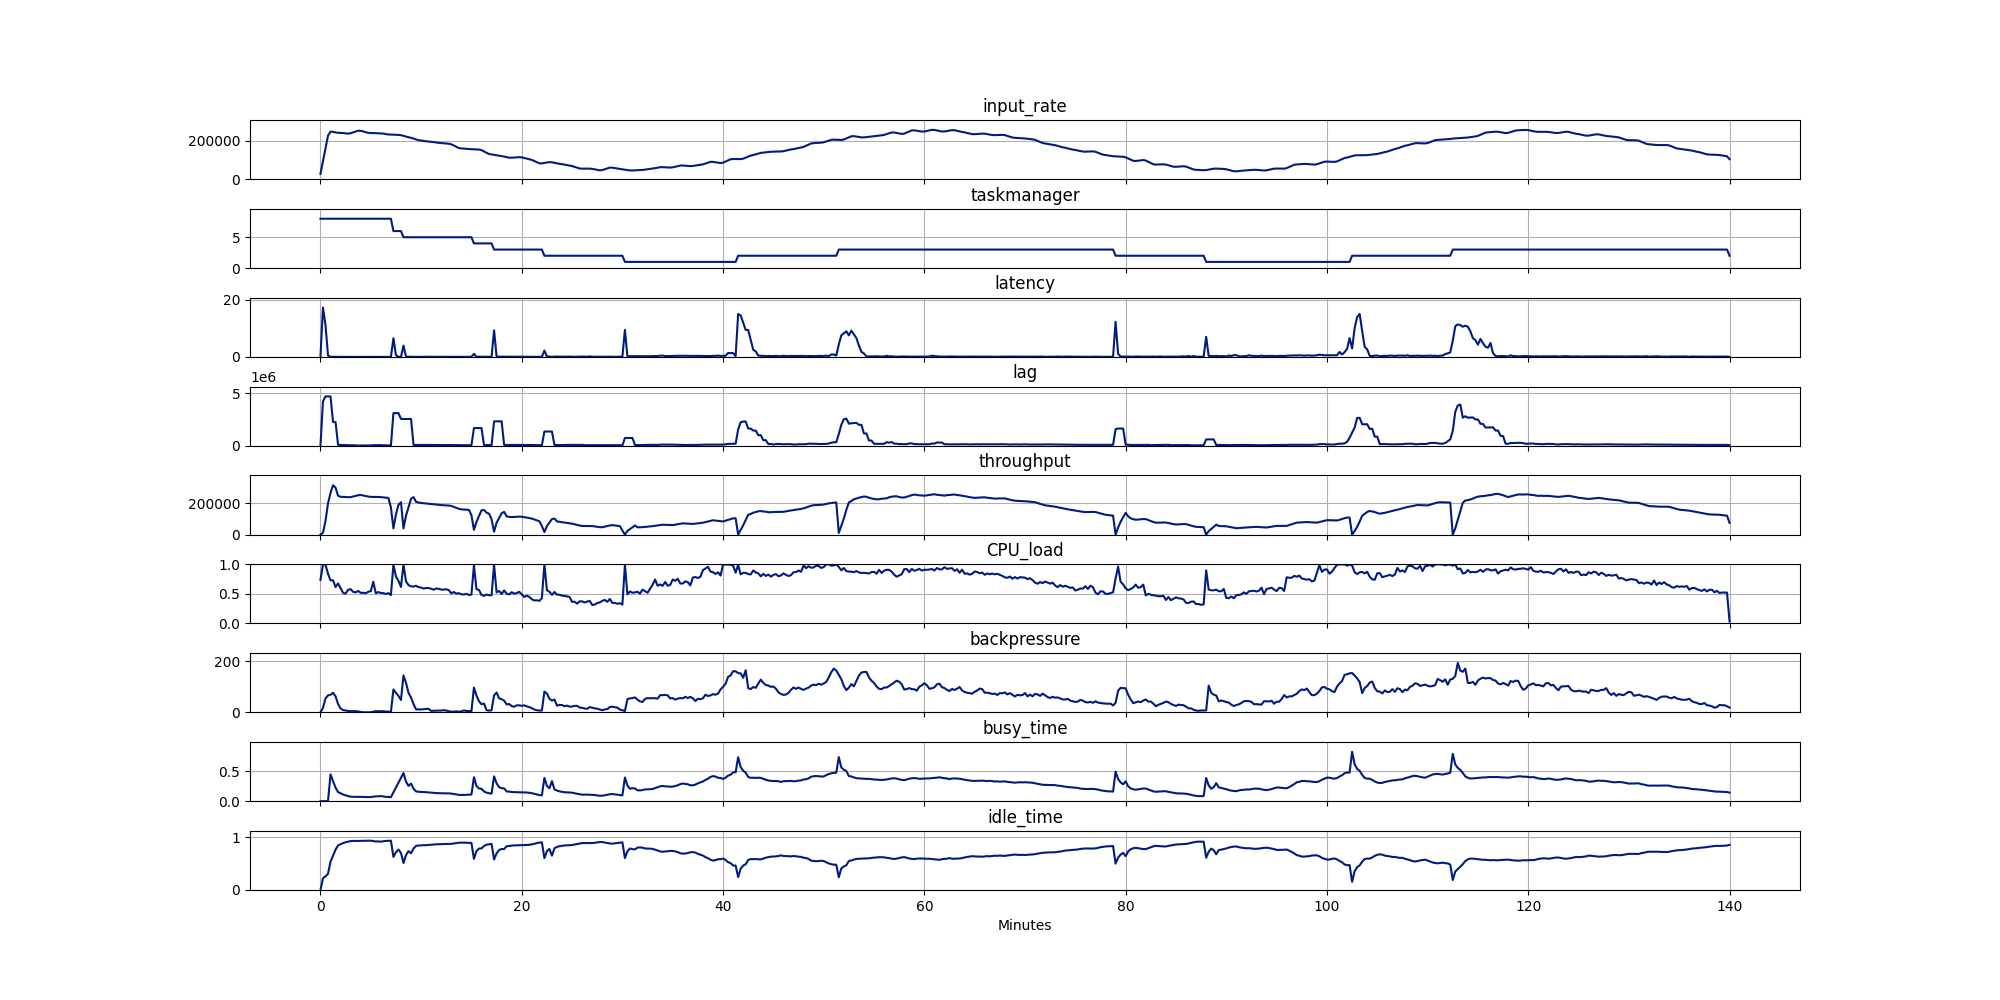 input_rate
200000
0
taskmanager
5
0
latency
20
0
1e6
lag
5
0
throughput
200000
0
CPU_load
1.0
0.5
0.0
backpressure
200
0
busy_time
0.5
0.0
idle_time
1
0
0 20 40 60 80 100 120 140
Minutes